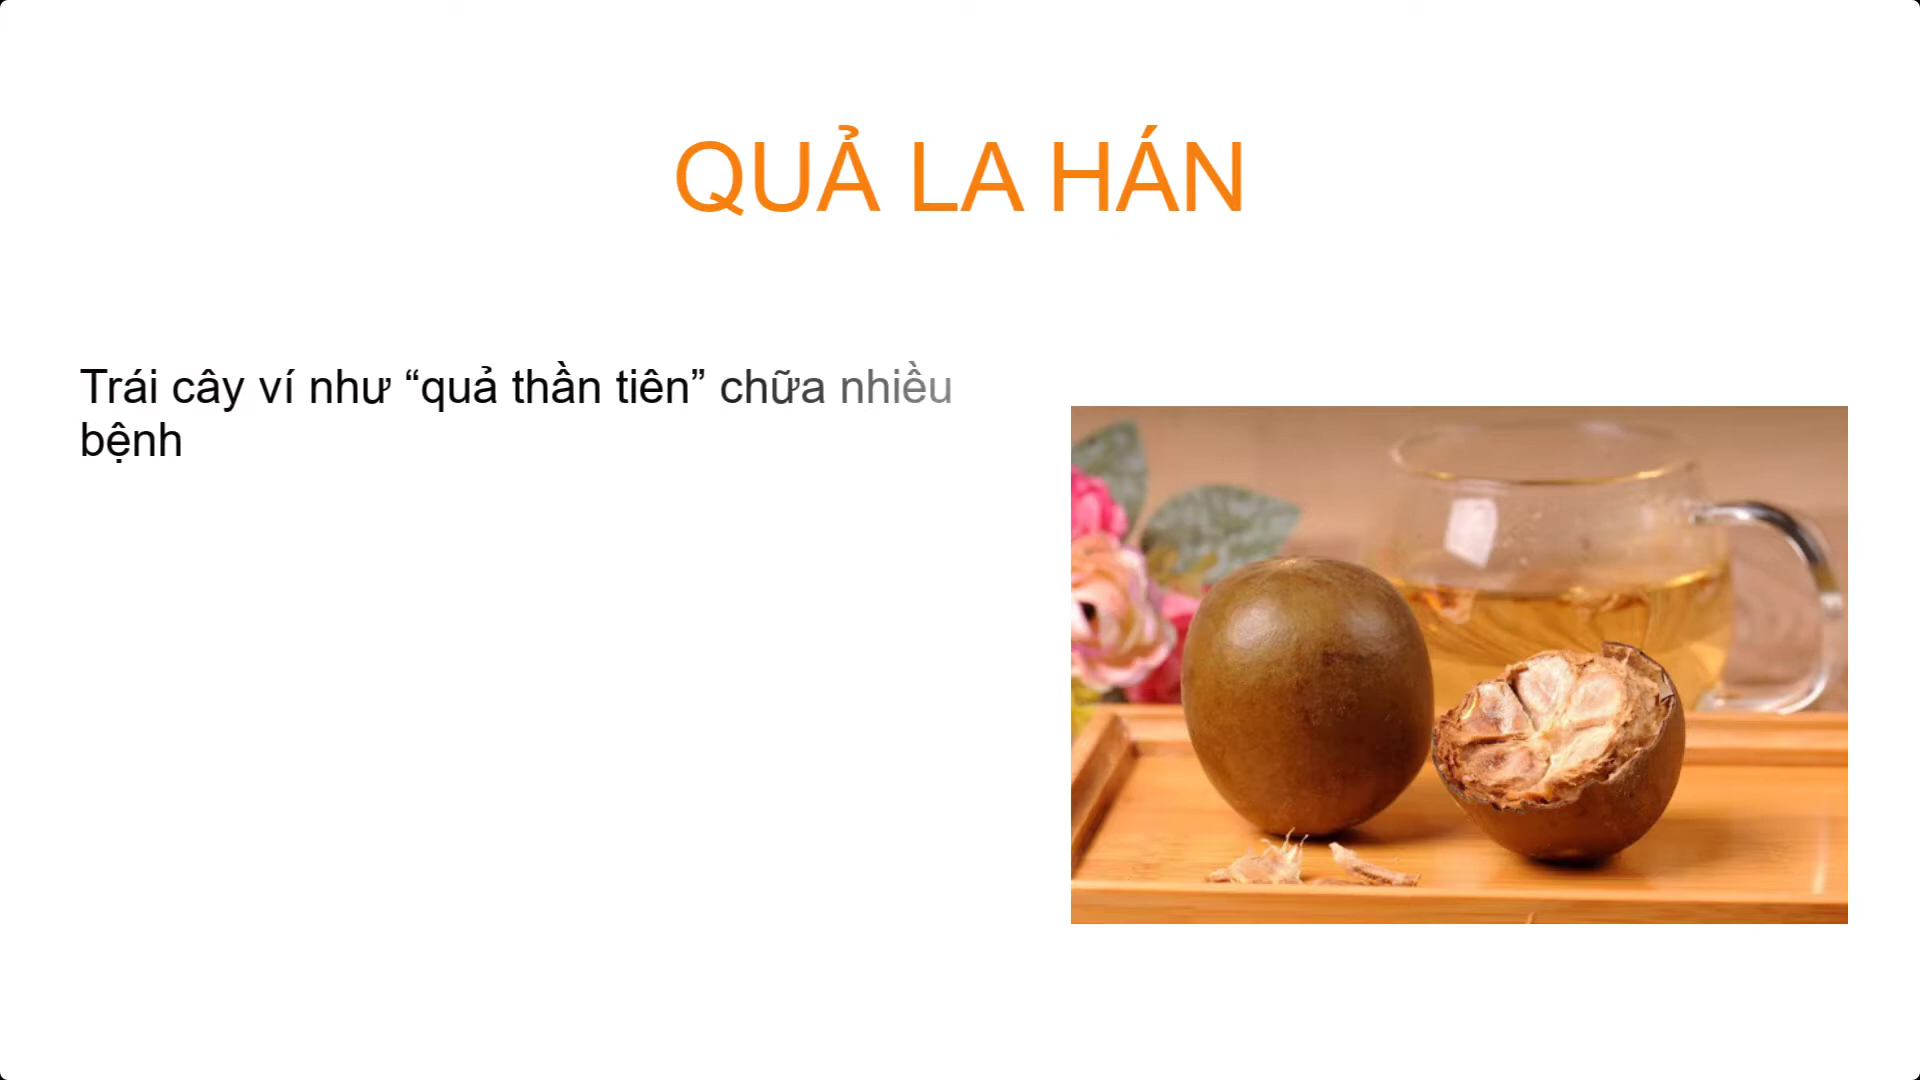 QUẢ LA HÁN
Trái cây ví như “quả thần tiên” chữa nhiều
bệnh